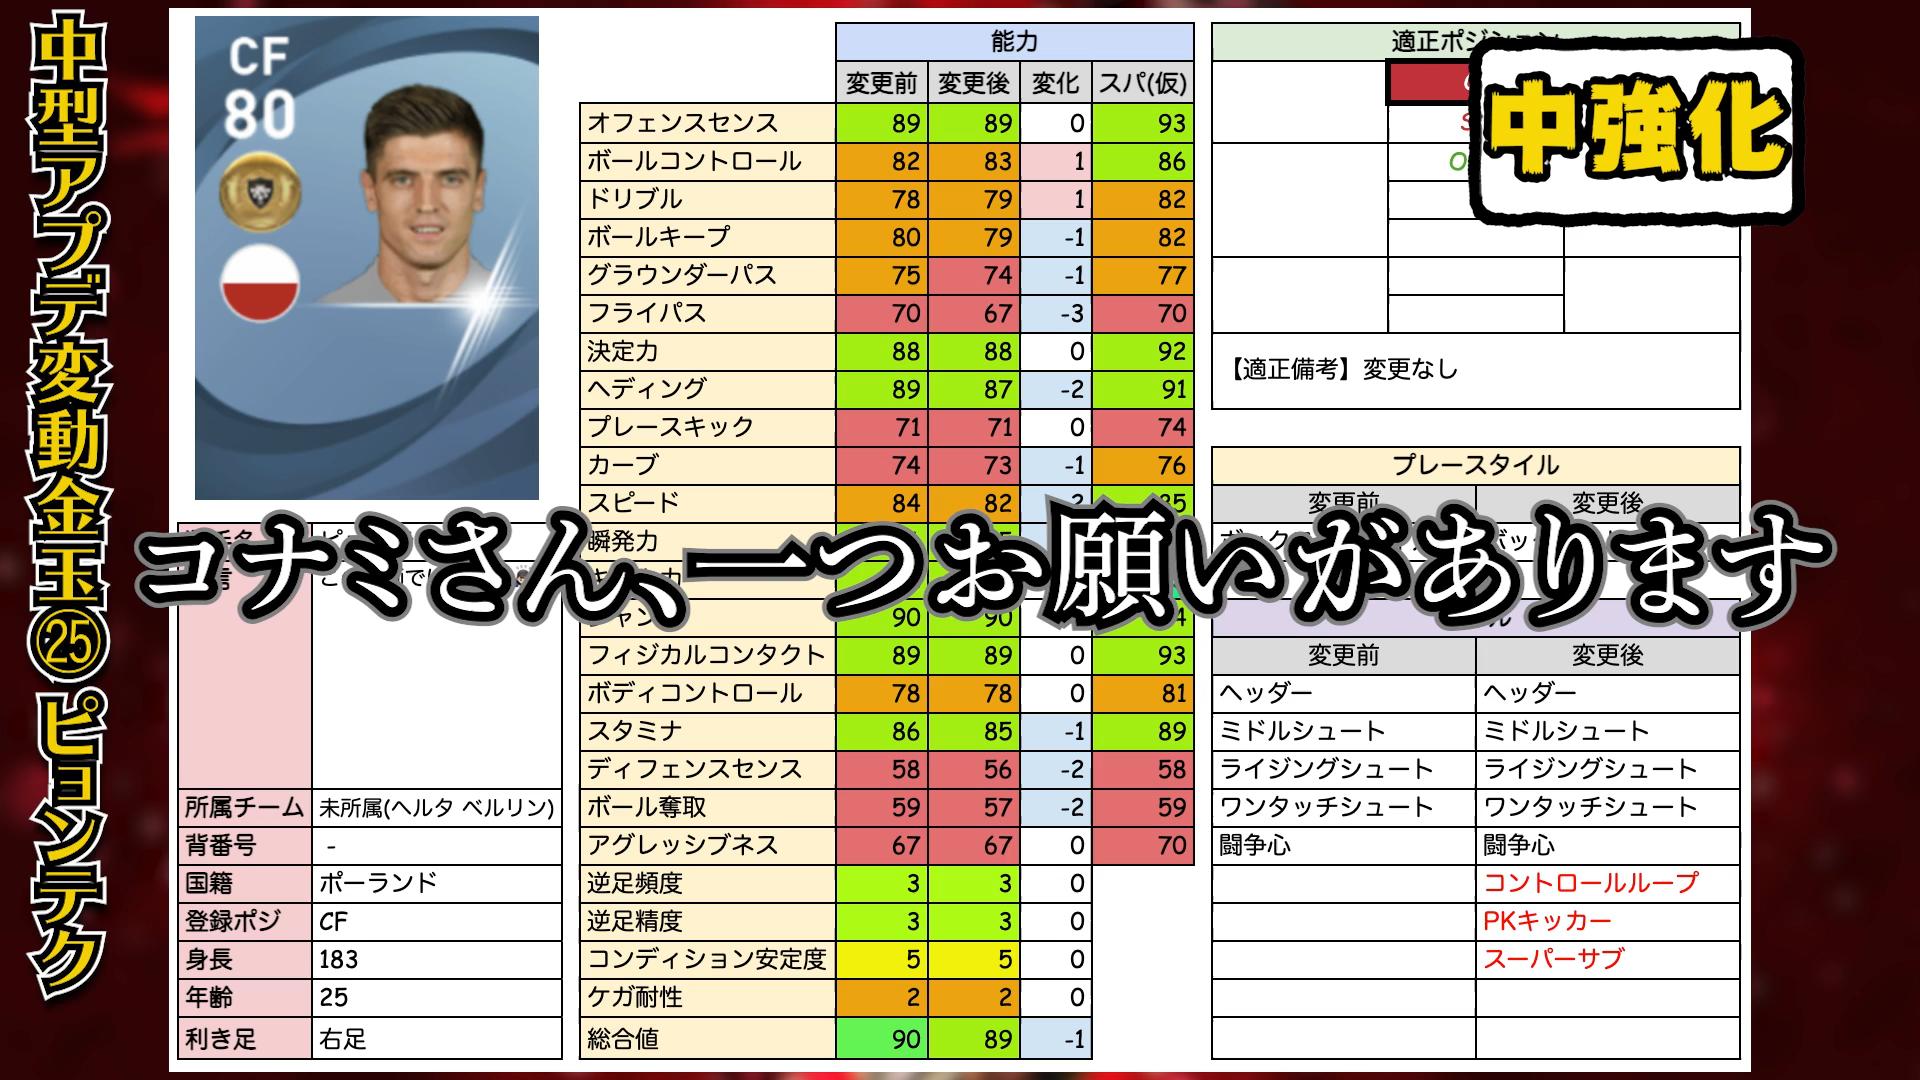 中型アプデ変動金玉㉕ ピョンテク
CF
80
能力
変更前 変更後 変化 スパ(仮)
オフェンスセンス 89 89 0 93
ボールコントロール 82 83 1 86
ドリブル 78 79 1 82
ボールキープ 80 79 -1 82
グラウンダーパス 75 74 -1 77
フライパス 70 67 -3 70
決定力 88 88 0 92
ヘディング 89 87 -2 91
プレースキック 71 71 0 74
カーブ 74 73 -1 76
スピード 84 82
瞬発力
90 90
フィジカルコンタクト 89 89 0 93
ボディコントロール 78 78 0 81
スタミナ 86 85 -1 89
ディフェンスセンス 58 56 -2 58
ボール奪取 59 57 -2 59
アグレッシブネス 67 67 0 70
逆足頻度 3 3 0
逆足精度 3 3 0
コンディション安定度 5 5 0
ケガ耐性 2 2 0
総合値 90 89 -1
コナミさん、一つお願いがあります
所属チーム 未所属(ヘルタ ベルリン)
背番号 -
国籍 ポーランド
登録ポジ CF
身長 183
年齢 25
利き足 右足
適正ポジション
中強化
【適正備考】変更なし
プレースタイル
変更前 変更後
変更前 変更後
ヘッダー ヘッダー
ミドルシュート ミドルシュート
ライジングシュート ライジングシュート
ワンタッチシュート ワンタッチシュート
闘争心 闘争心
コントロールループ
PKキッカー
スーパーサブ